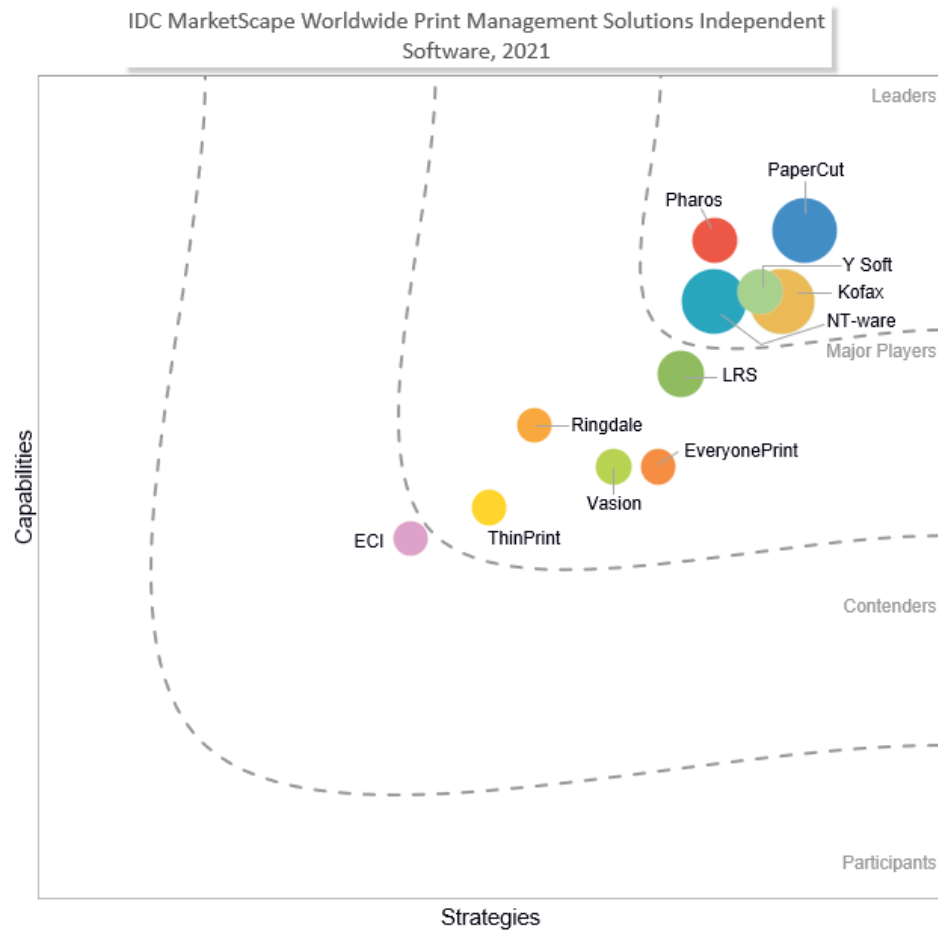 IDC MarketScape Worldwide Print Management Solutions Independent
Software, 2021
Leaders
PaperCut
Pharos
Y Soft
Kofax
NT-ware
Major Players
LRS
Ringdale
EveryonePrint
Vasion
ThinPrint
ECI
Capabilities
Contenders
Participants
Strategies